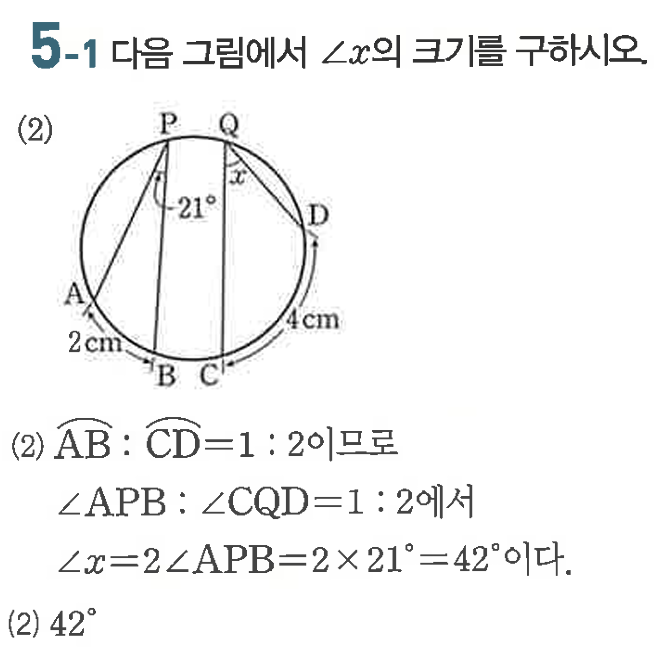 5-1 다음 그림에서 ∠x의 크기를 구하시오.
(2)
P Q
x
21°
D
A
4cm
2cm
B C
(2) AB : CD=1 : 2이므로
∠APB : ∠CQD=1 : 2에서
∠x=2∠APB=2×21°=42°이다.
(2) 42°